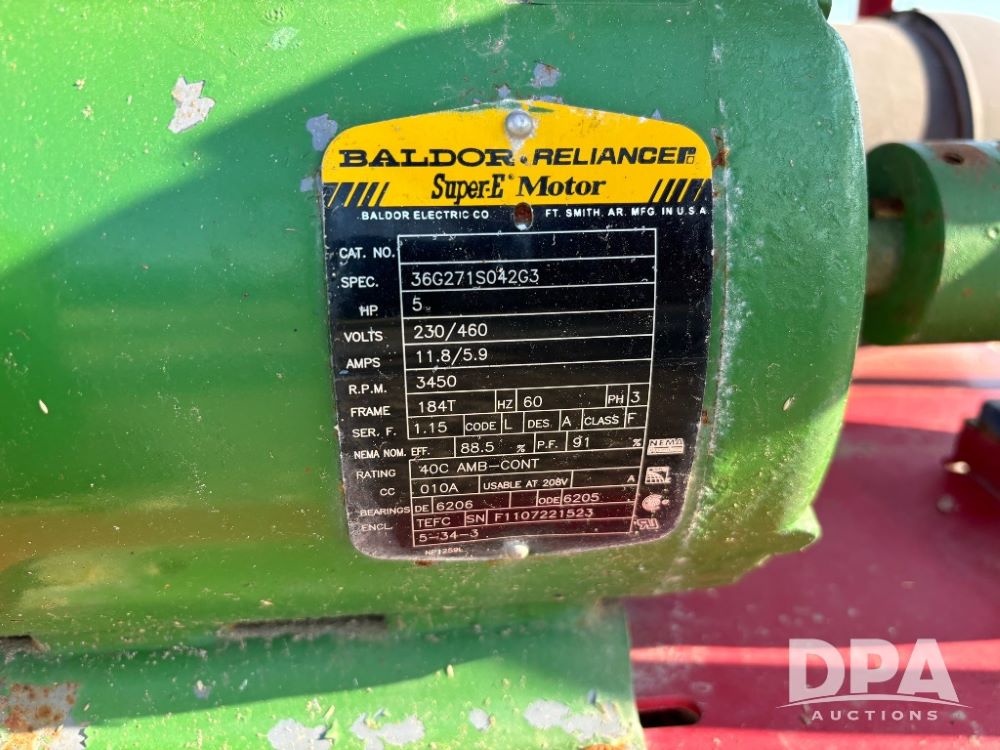 BALDOR • RELIANCER
Super-E Motor
BALDOR ELECTRIC CO FT. SMITH, AR. MFG. IN U.S.A
CAT. NO.
SPEC. 36G271S042G3
HP 5
VOLTS 230/460
AMPS 11.8/5.9
R.P.M. 3450
FRAME 184T HZ 60 PH 3
SER. F. 1.15 CODE L DES. A CLASS F
NEMA NOM. EFF. 88.5 % P.F. 91 % NEMA
RATING 40C AMB-CONT
CC 010A USABLE AT 208V A
BEARINGS DE 6206 ODE 6205
ENCL. TEFC SN F1107221523
5-34-3
NP1259L
DPA
AUCTIONS